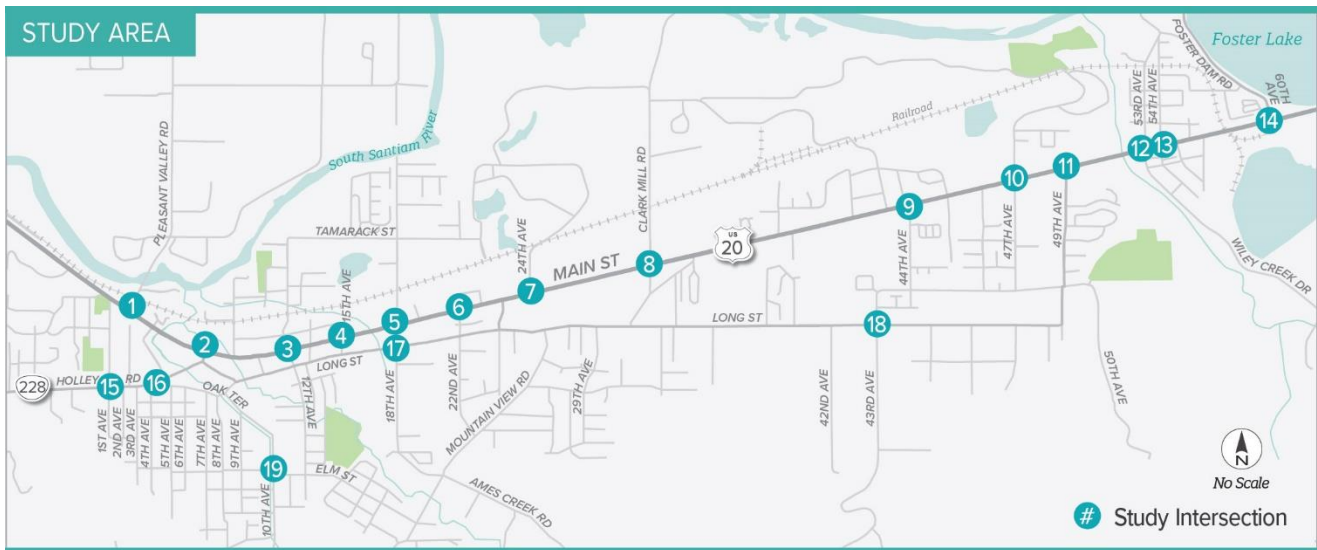 STUDY AREA
Foster Lake
FOSTER DAM RD
60TH AVE
PLEASANT VALLEY RD
South Santiam River
Railroad
53RD AVE
54TH AVE
14
12
13
11
10
CLARK MILL RD
9
TAMARACK ST
24TH AVE
US
20
MAIN ST
8
7
47TH AVE
49TH AVE
44TH AVE
WILEY CREEK DR
1
15TH AVE
6
5
4
3
2
17
LONG ST
18
LONG ST
228
HOLLEY RD
15
16
OAK TER
12TH AVE
18TH AVE
22ND AVE
MOUNTAIN VIEW RD
29TH AVE
42ND AVE
43RD AVE
50TH AVE
1ST AVE
2ND AVE
3RD AVE
4TH AVE
5TH AVE
6TH AVE
7TH AVE
8TH AVE
9TH AVE
19
ELM ST
10TH AVE
AMES CREEK RD
N
No Scale
# Study Intersection